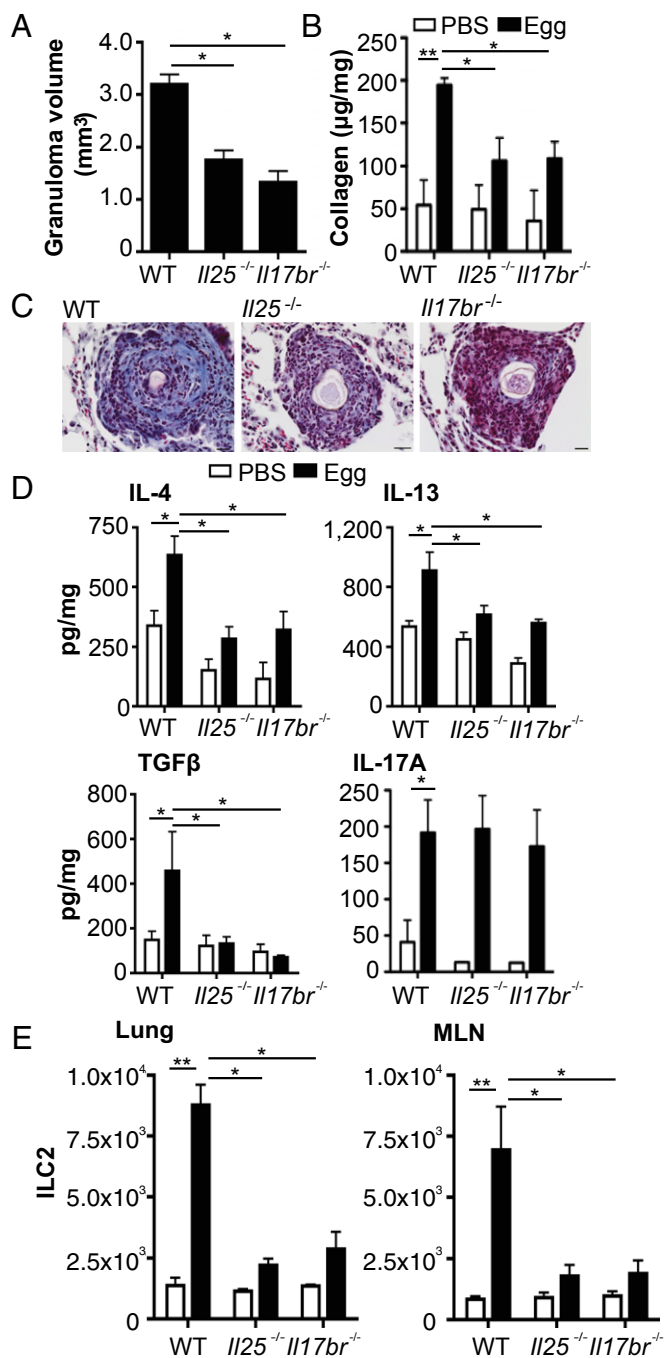 A
Granuloma volume
(mm³)
4.0
3.0
2.0
1.0
0.0
*
*
WT Il25 -/- Il17br -/-
B
PBS Egg
Collagen (µg/mg)
250
200
150
100
50
0
** * *
WT Il25 -/- Il17br -/-
C
WT Il25 -/- Il17br -/-
PBS Egg
D
IL-4
pg/mg
750
500
250
0
* * *
WT Il25 -/- Il17br -/-
IL-13
1,200
800
400
0
* * *
WT Il25 -/- Il17br -/-
TGFβ
pg/mg
800
600
400
200
0
* * *
WT Il25 -/- Il17br -/-
IL-17A
250
200
150
100
50
0
*
WT Il25 -/- Il17br -/-
E
Lung
ILC2
1.0x10⁴
7.5x10³
5.0x10³
2.5x10³
0
** * *
WT Il25 -/- Il17br -/-
MLN
1.0x10⁴
7.5x10³
5.0x10³
2.5x10³
0
** * *
WT Il25 -/- Il17br -/-